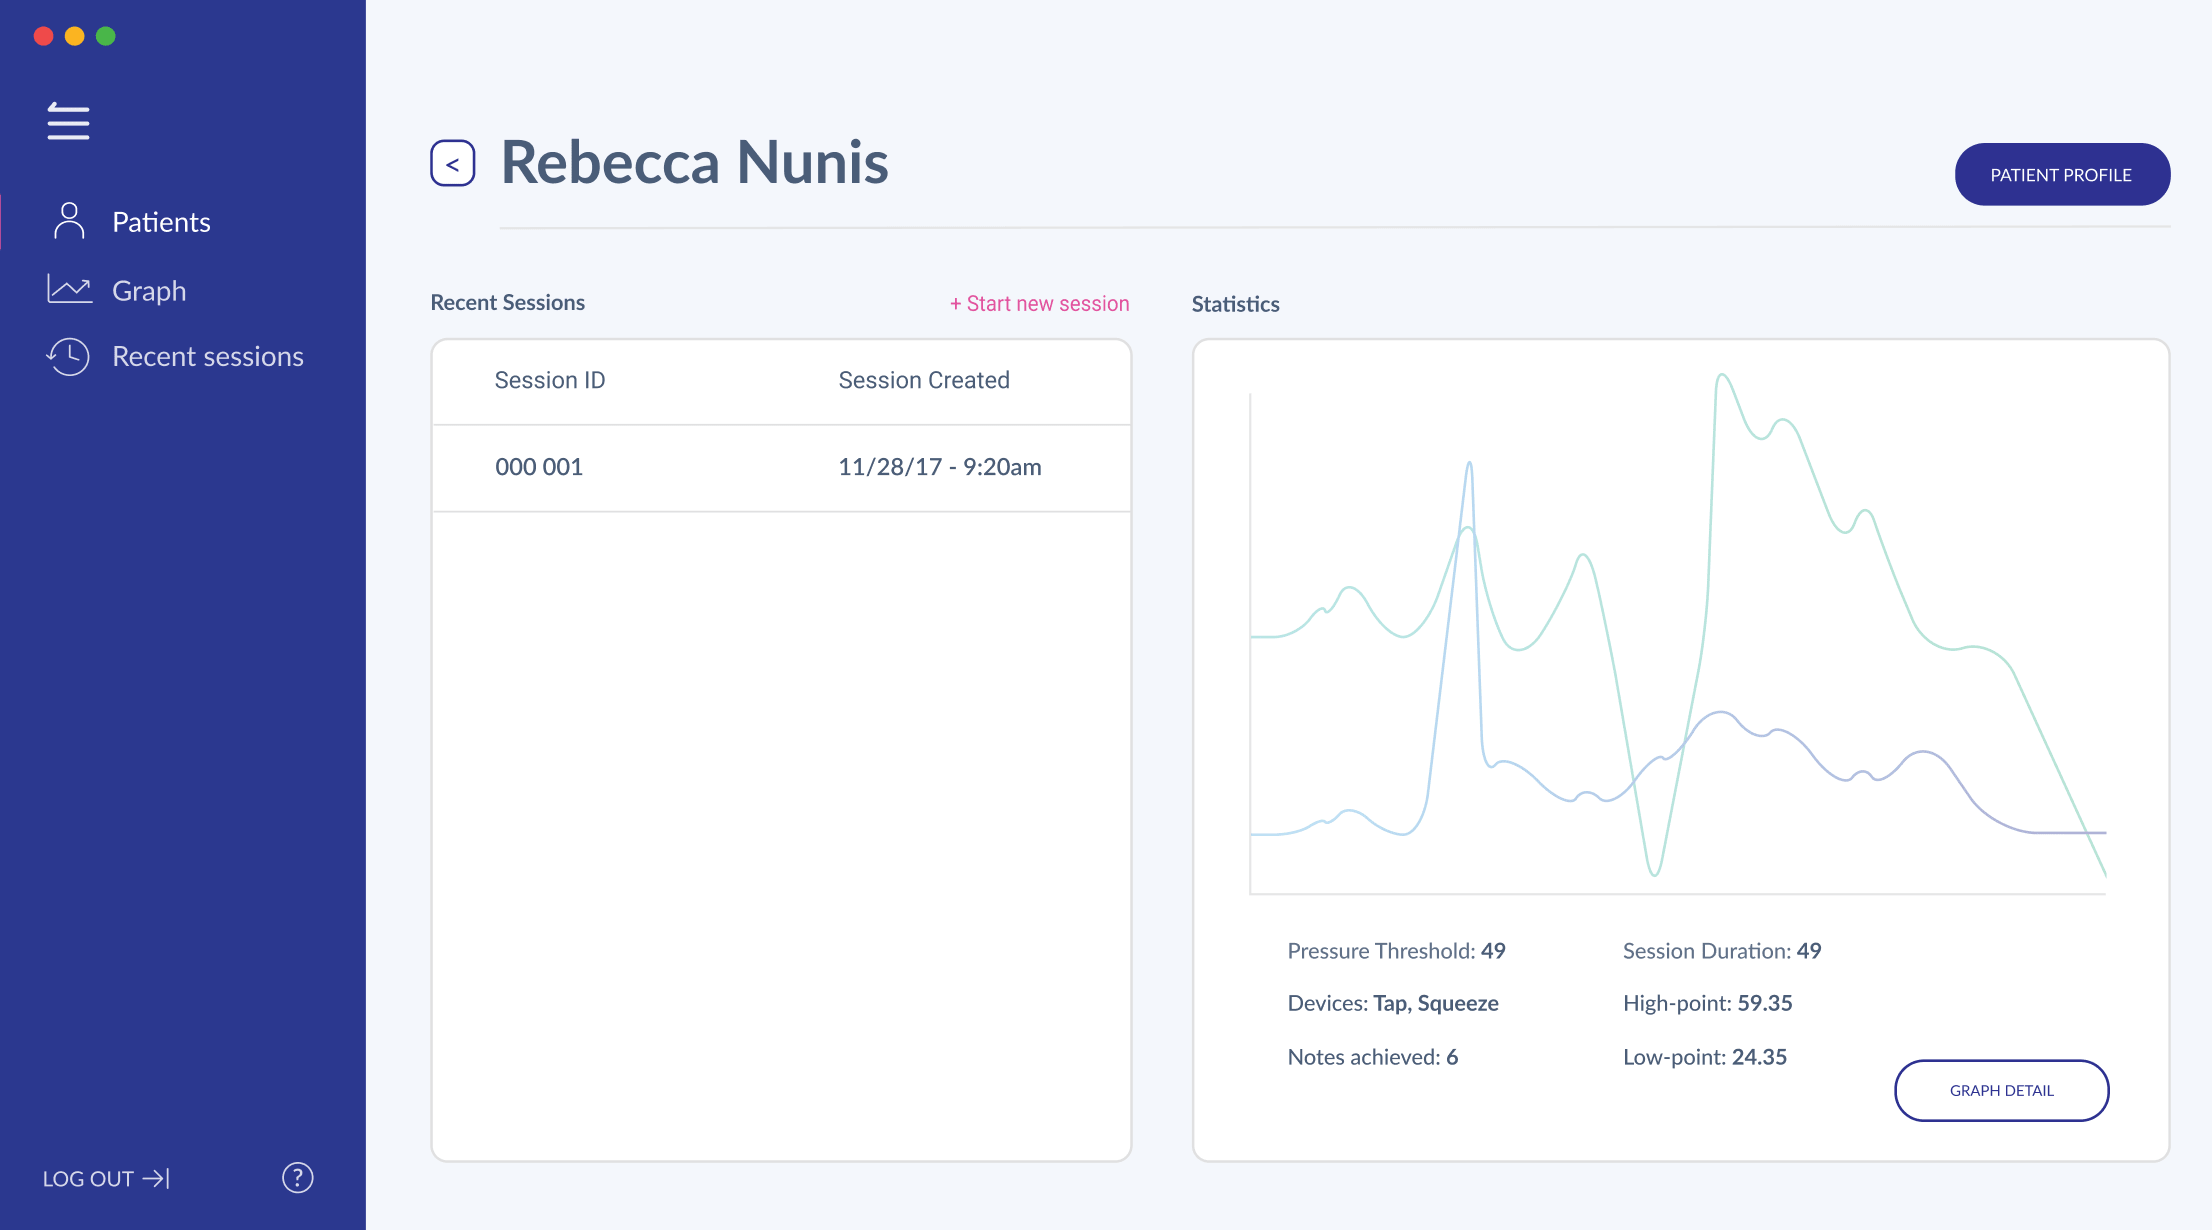 Patients
Graph
Recent sessions
LOG OUT
?
< Rebecca Nunis
PATIENT PROFILE
Recent Sessions
+ Start new session
Session ID Session Created
000 001 11/28/17 - 9:20am
Statistics
Pressure Threshold: 49 Session Duration: 49
Devices: Tap, Squeeze High-point: 59.35
Notes achieved: 6 Low-point: 24.35
GRAPH DETAIL